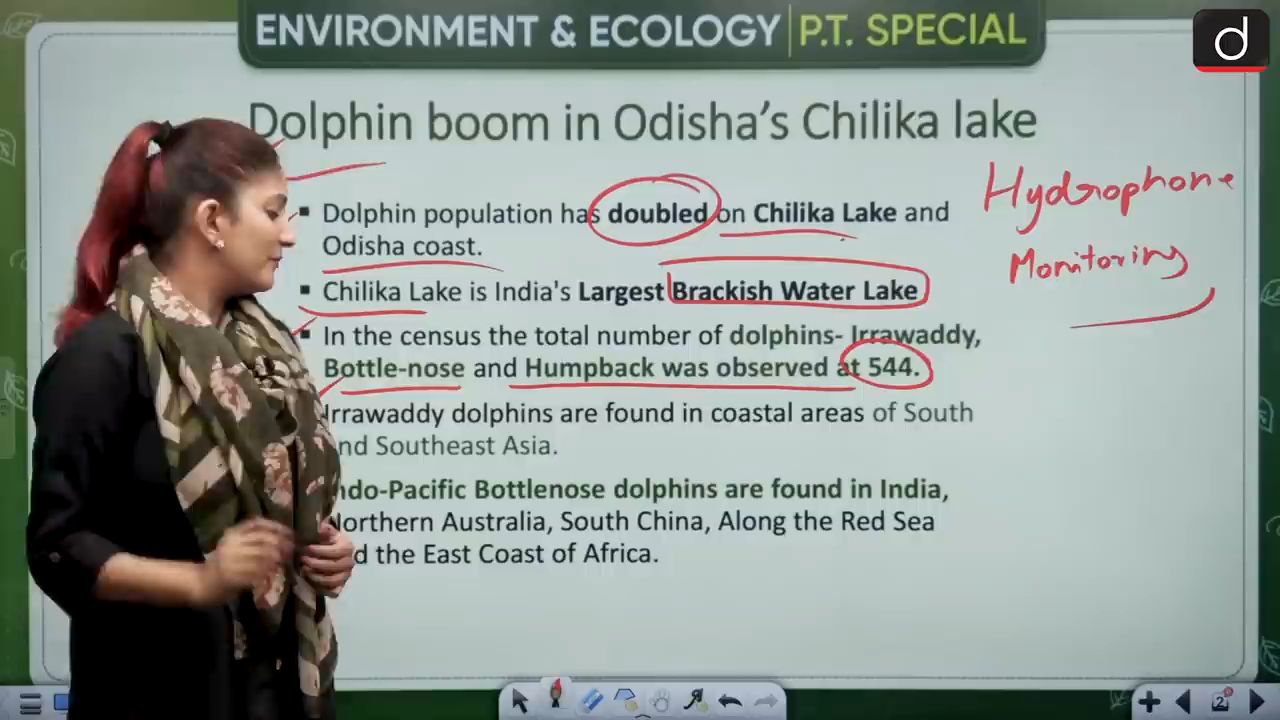 ENVIRONMENT & ECOLOGY P.T. SPECIAL
d
Dolphin boom in Odisha's Chilika lake
Hydrophone
Monitoring
▪ Dolphin population has doubled on Chilika Lake and
Odisha coast.
▪ Chilika Lake is India's Largest Brackish Water Lake
▪ In the census the total number of dolphins- Irrawaddy,
Bottle-nose and Humpback was observed at 544.
Irrawaddy dolphins are found in coastal areas of South
nd Southeast Asia.
ndo-Pacific Bottlenose dolphins are found in India,
Northern Australia, South China, Along the Red Sea
d the East Coast of Africa.
2